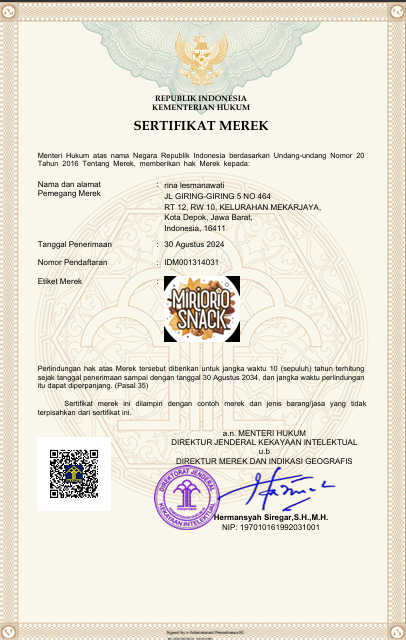 REPUBLIK INDONESIA
KEMENTERIAN HUKUM
SERTIFIKAT MEREK
Menteri Hukum atas nama Negara Republik Indonesia berdasarkan Undang-undang Nomor 20
Tahun 2016 Tentang Merek, memberikan hak Merek kepada:
Nama dan alamat Pemegang Merek : rina lesmanawati
JL GIRING-GIRING 5 NO 464
RT 12, RW 10, KELURAHAN MEKARJAYA,
Kota Depok, Jawa Barat,
Indonesia, 16411
Tanggal Penerimaan : 30 Agustus 2024
Nomor Pendaftaran : IDM001314031
Etiket Merek :
MIRIORIO
SNACK
Perlindungan hak atas Merek tersebut diberikan untuk jangka waktu 10 (sepuluh) tahun terhitung
sejak tanggal penerimaan sampai dengan tanggal 30 Agustus 2034, dan jangka waktu perlindungan
itu dapat diperpanjang. (Pasal 35)
Sertifikat merek ini dilampiri dengan contoh merek dan jenis barang/jasa yang tidak
terpisahkan dari sertifikat ini.
a.n. MENTERI HUKUM
DIREKTUR JENDERAL KEKAYAAN INTELEKTUAL
u.b
DIREKTUR MEREK DAN INDIKASI GEOGRAFIS
DIREKTORAT JENDERAL
KEKAYAAN INTELEKTUAL
Hermansyah Siregar,S.H.,M.H.
NIP: 197010161992031001